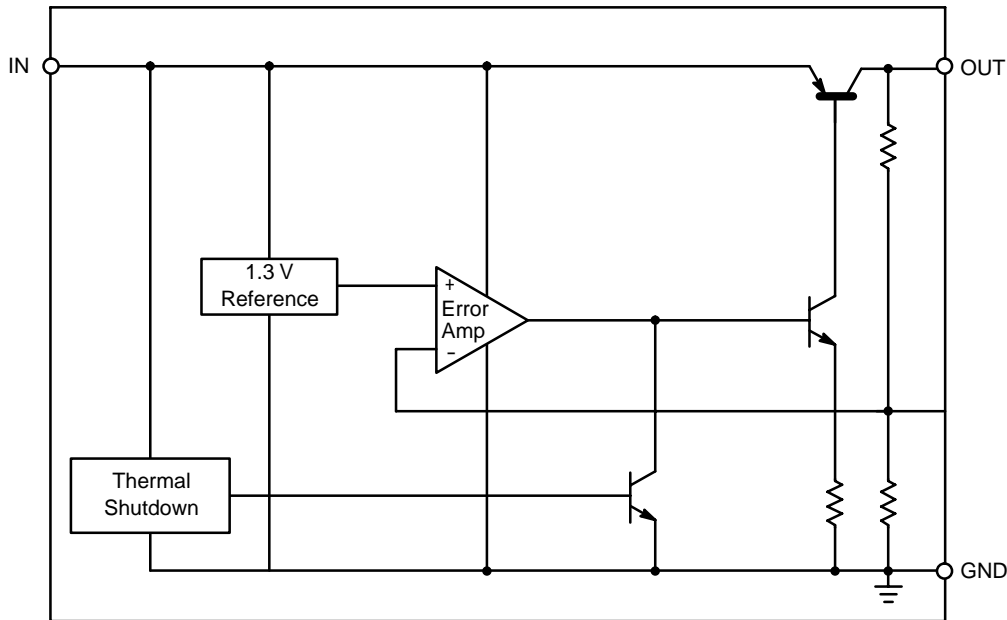 IN
OUT
1.3 V
Reference
+
Error
Amp
-
Thermal
Shutdown
GND